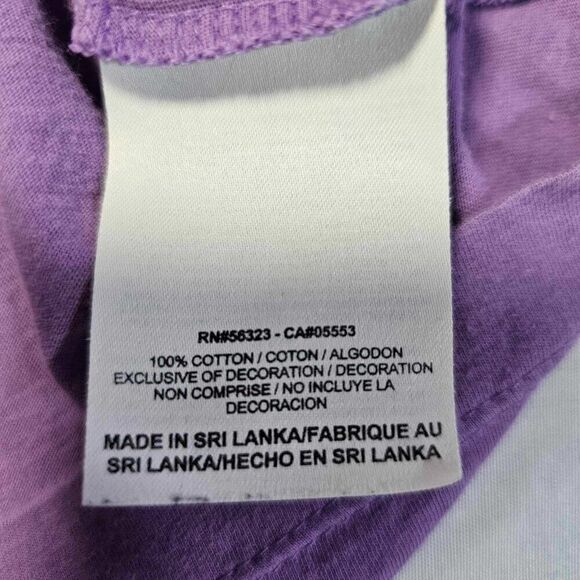 RN#56323 - CA#05553
100% COTTON / COTON / ALGODON
EXCLUSIVE OF DECORATION / DECORATION
NON COMPRISE / NO INCLUYE LA
DECORACION
MADE IN SRI LANKA/FABRIQUE AU
SRI LANKA/HECHO EN SRI LANKA